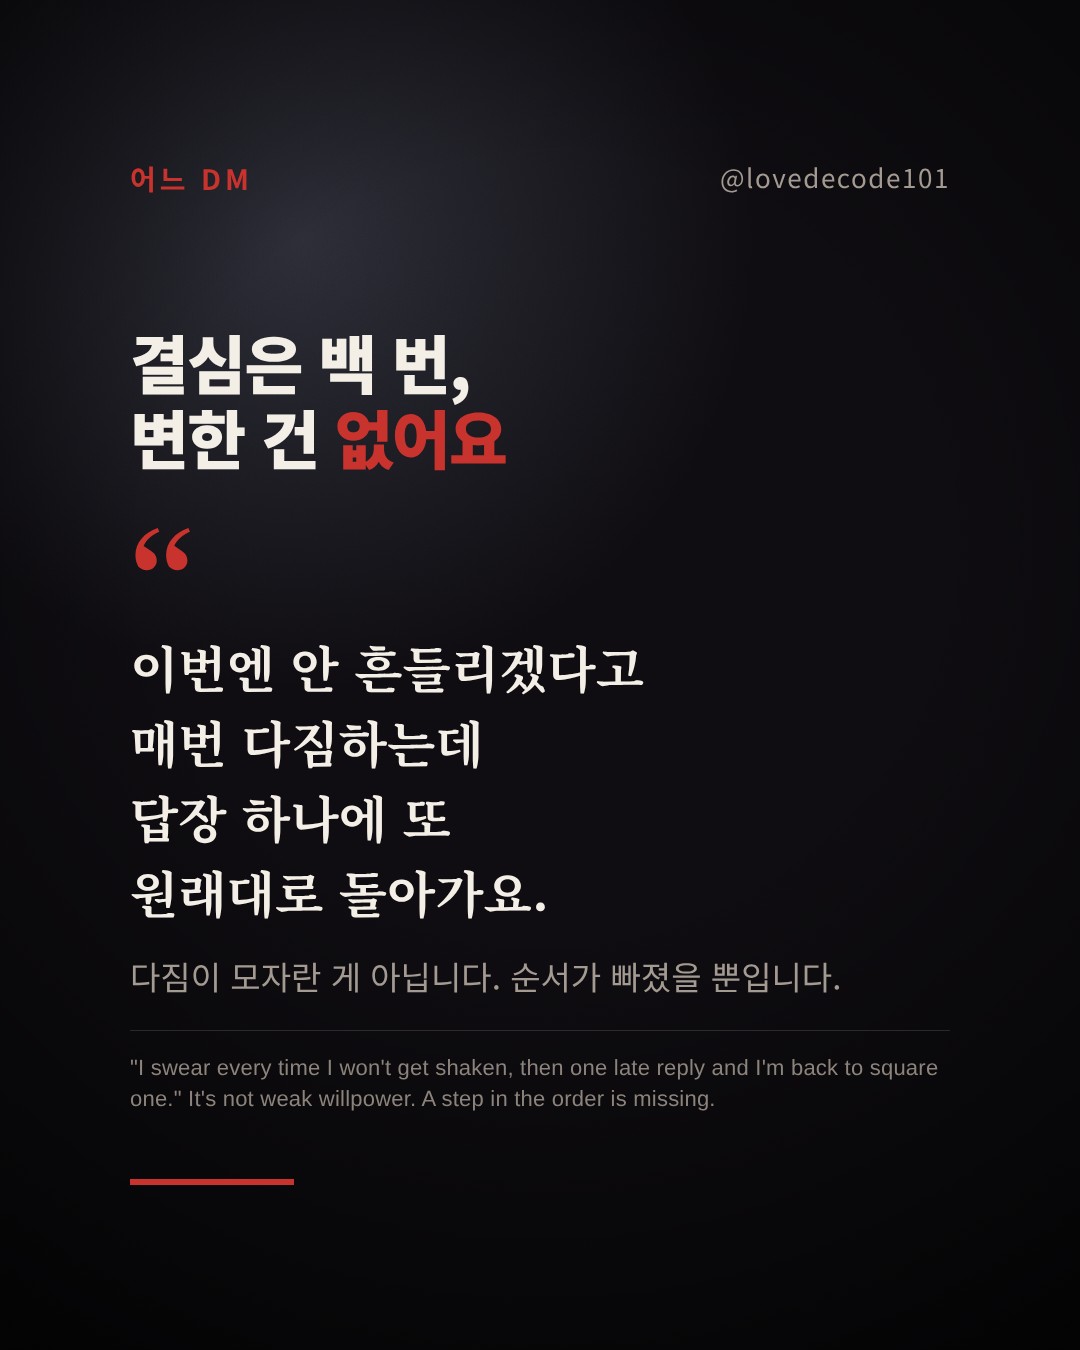 어느 DM
@lovedecode101
결심은 백 번,
변한 건 없어요
“
이번엔 안 흔들리겠다고
매번 다짐하는데
답장 하나에 또
원래대로 돌아가요.
다짐이 모자란 게 아닙니다. 순서가 빠졌을 뿐입니다.
"I swear every time I won't get shaken, then one late reply and I'm back to square
one." It's not weak willpower. A step in the order is missing.